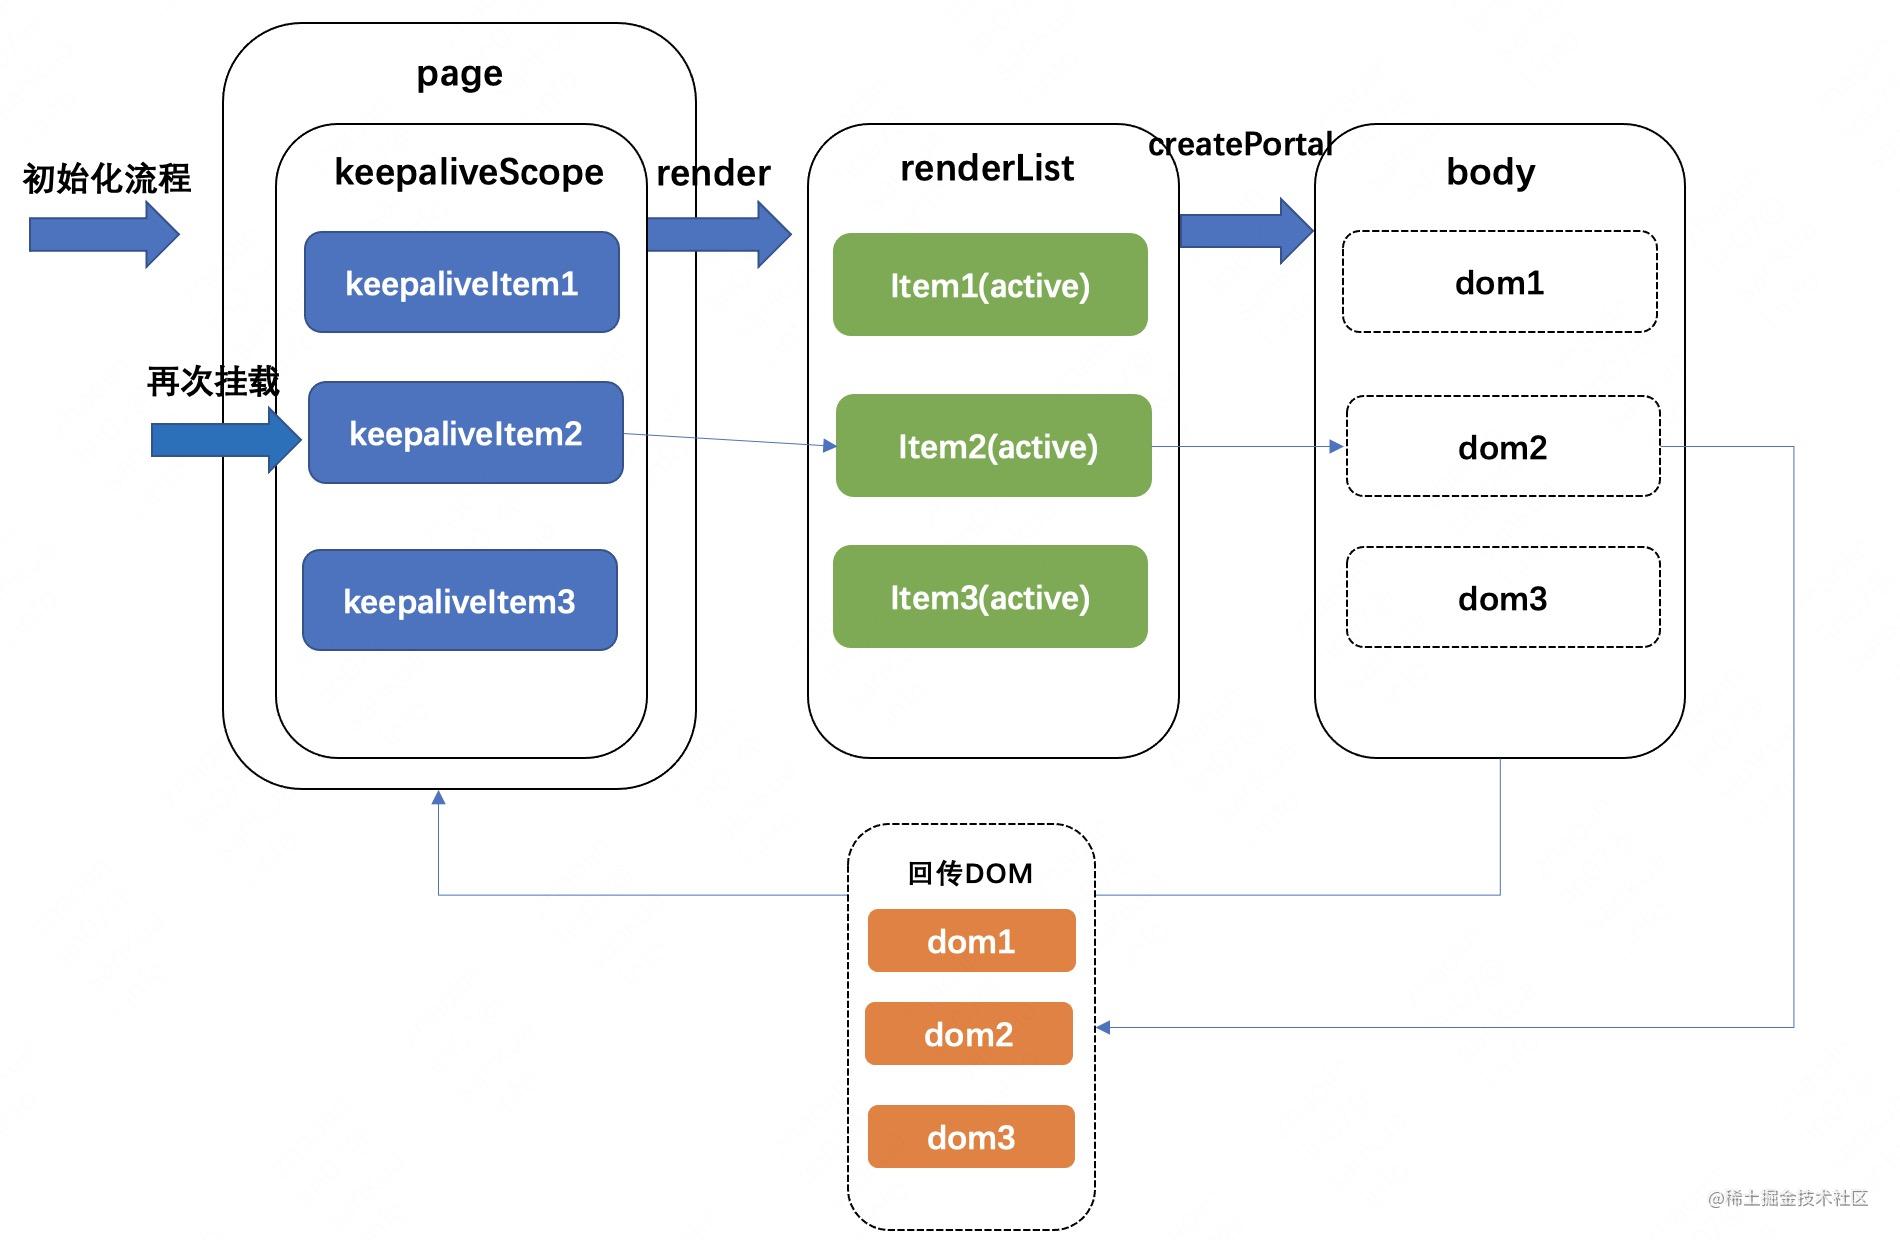 page
初始化流程
keepaliveScope
render
keepaliveItem1
再次挂载
keepaliveItem2
keepaliveItem3
renderList
createPortal
Item1(active)
Item2(active)
Item3(active)
body
dom1
dom2
dom3
回传DOM
dom1
dom2
dom3
@稀土掘金技术社区